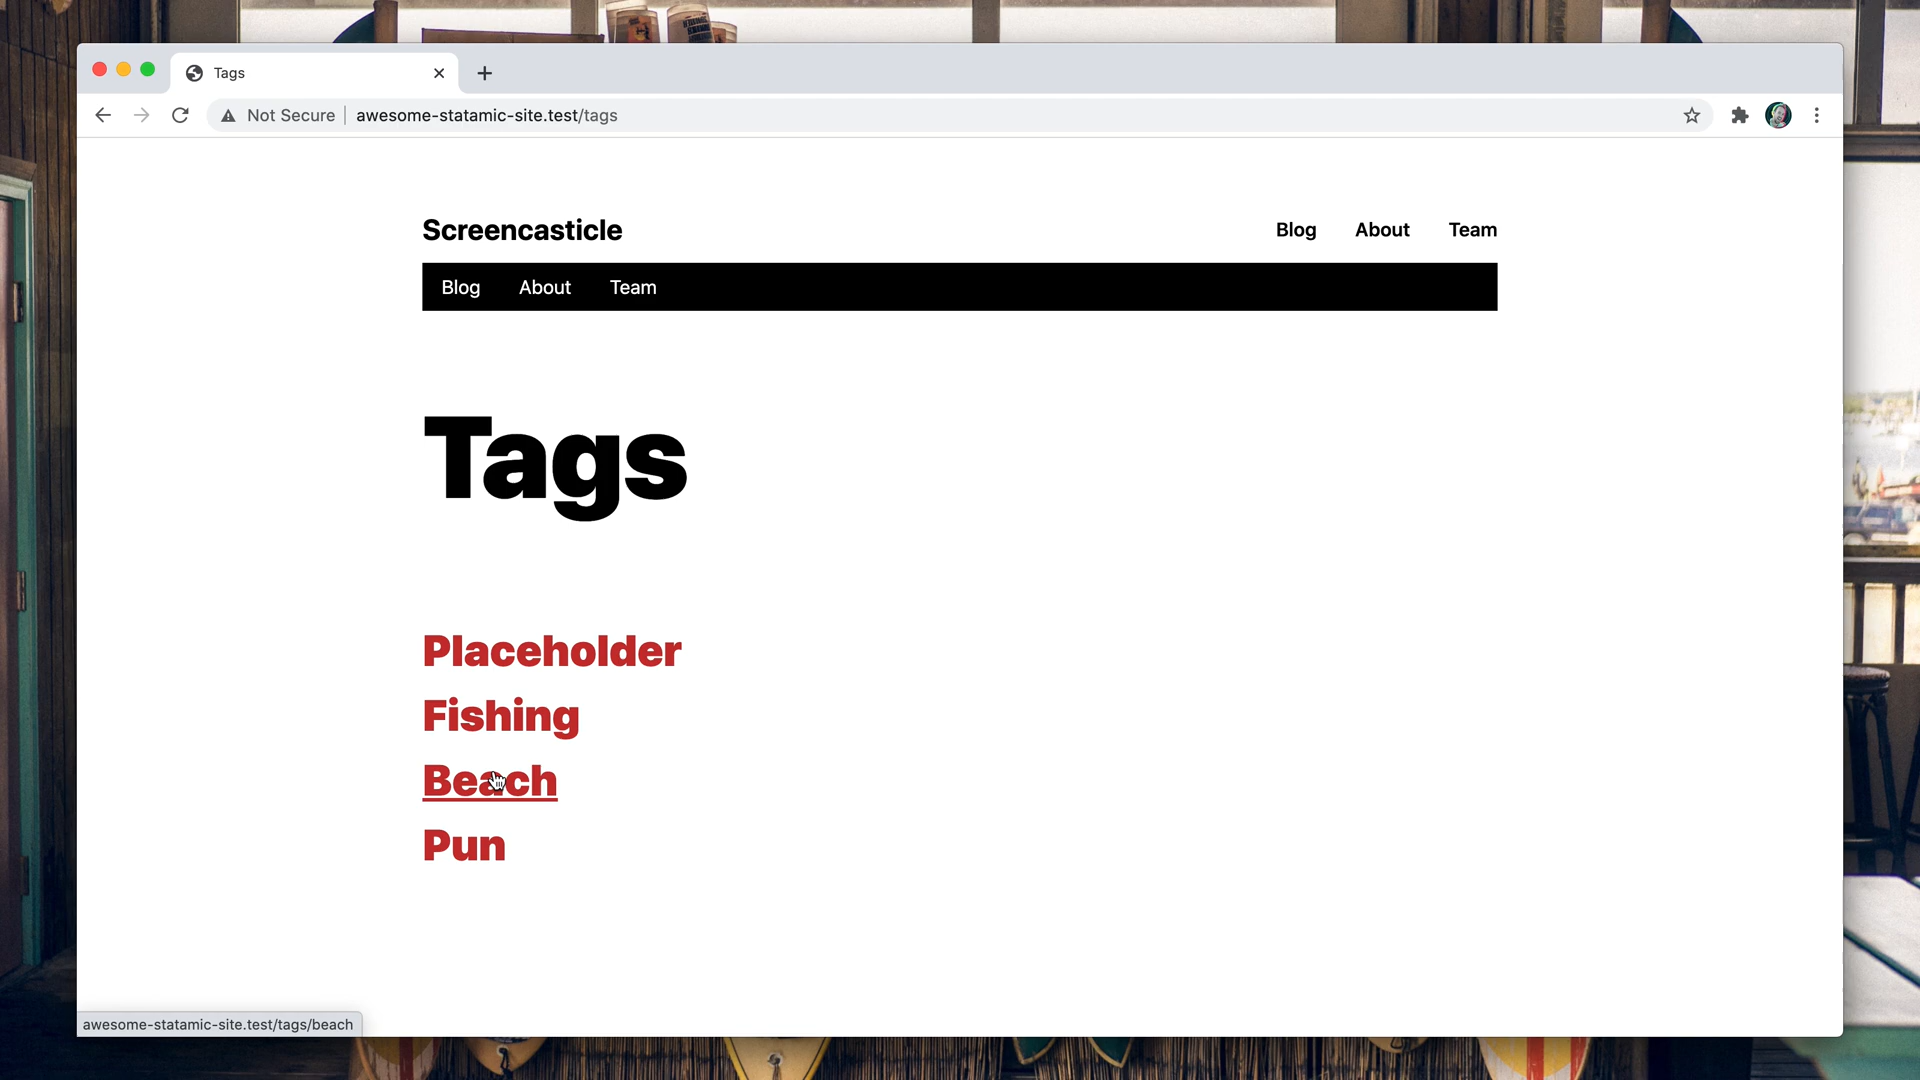 Tags
Not Secure awesome-statamic-site.test/tags
Screencasticle
Blog About Team
Blog About Team
Tags
Placeholder
Fishing
Beach
Pun
awesome-statamic-site.test/tags/beach